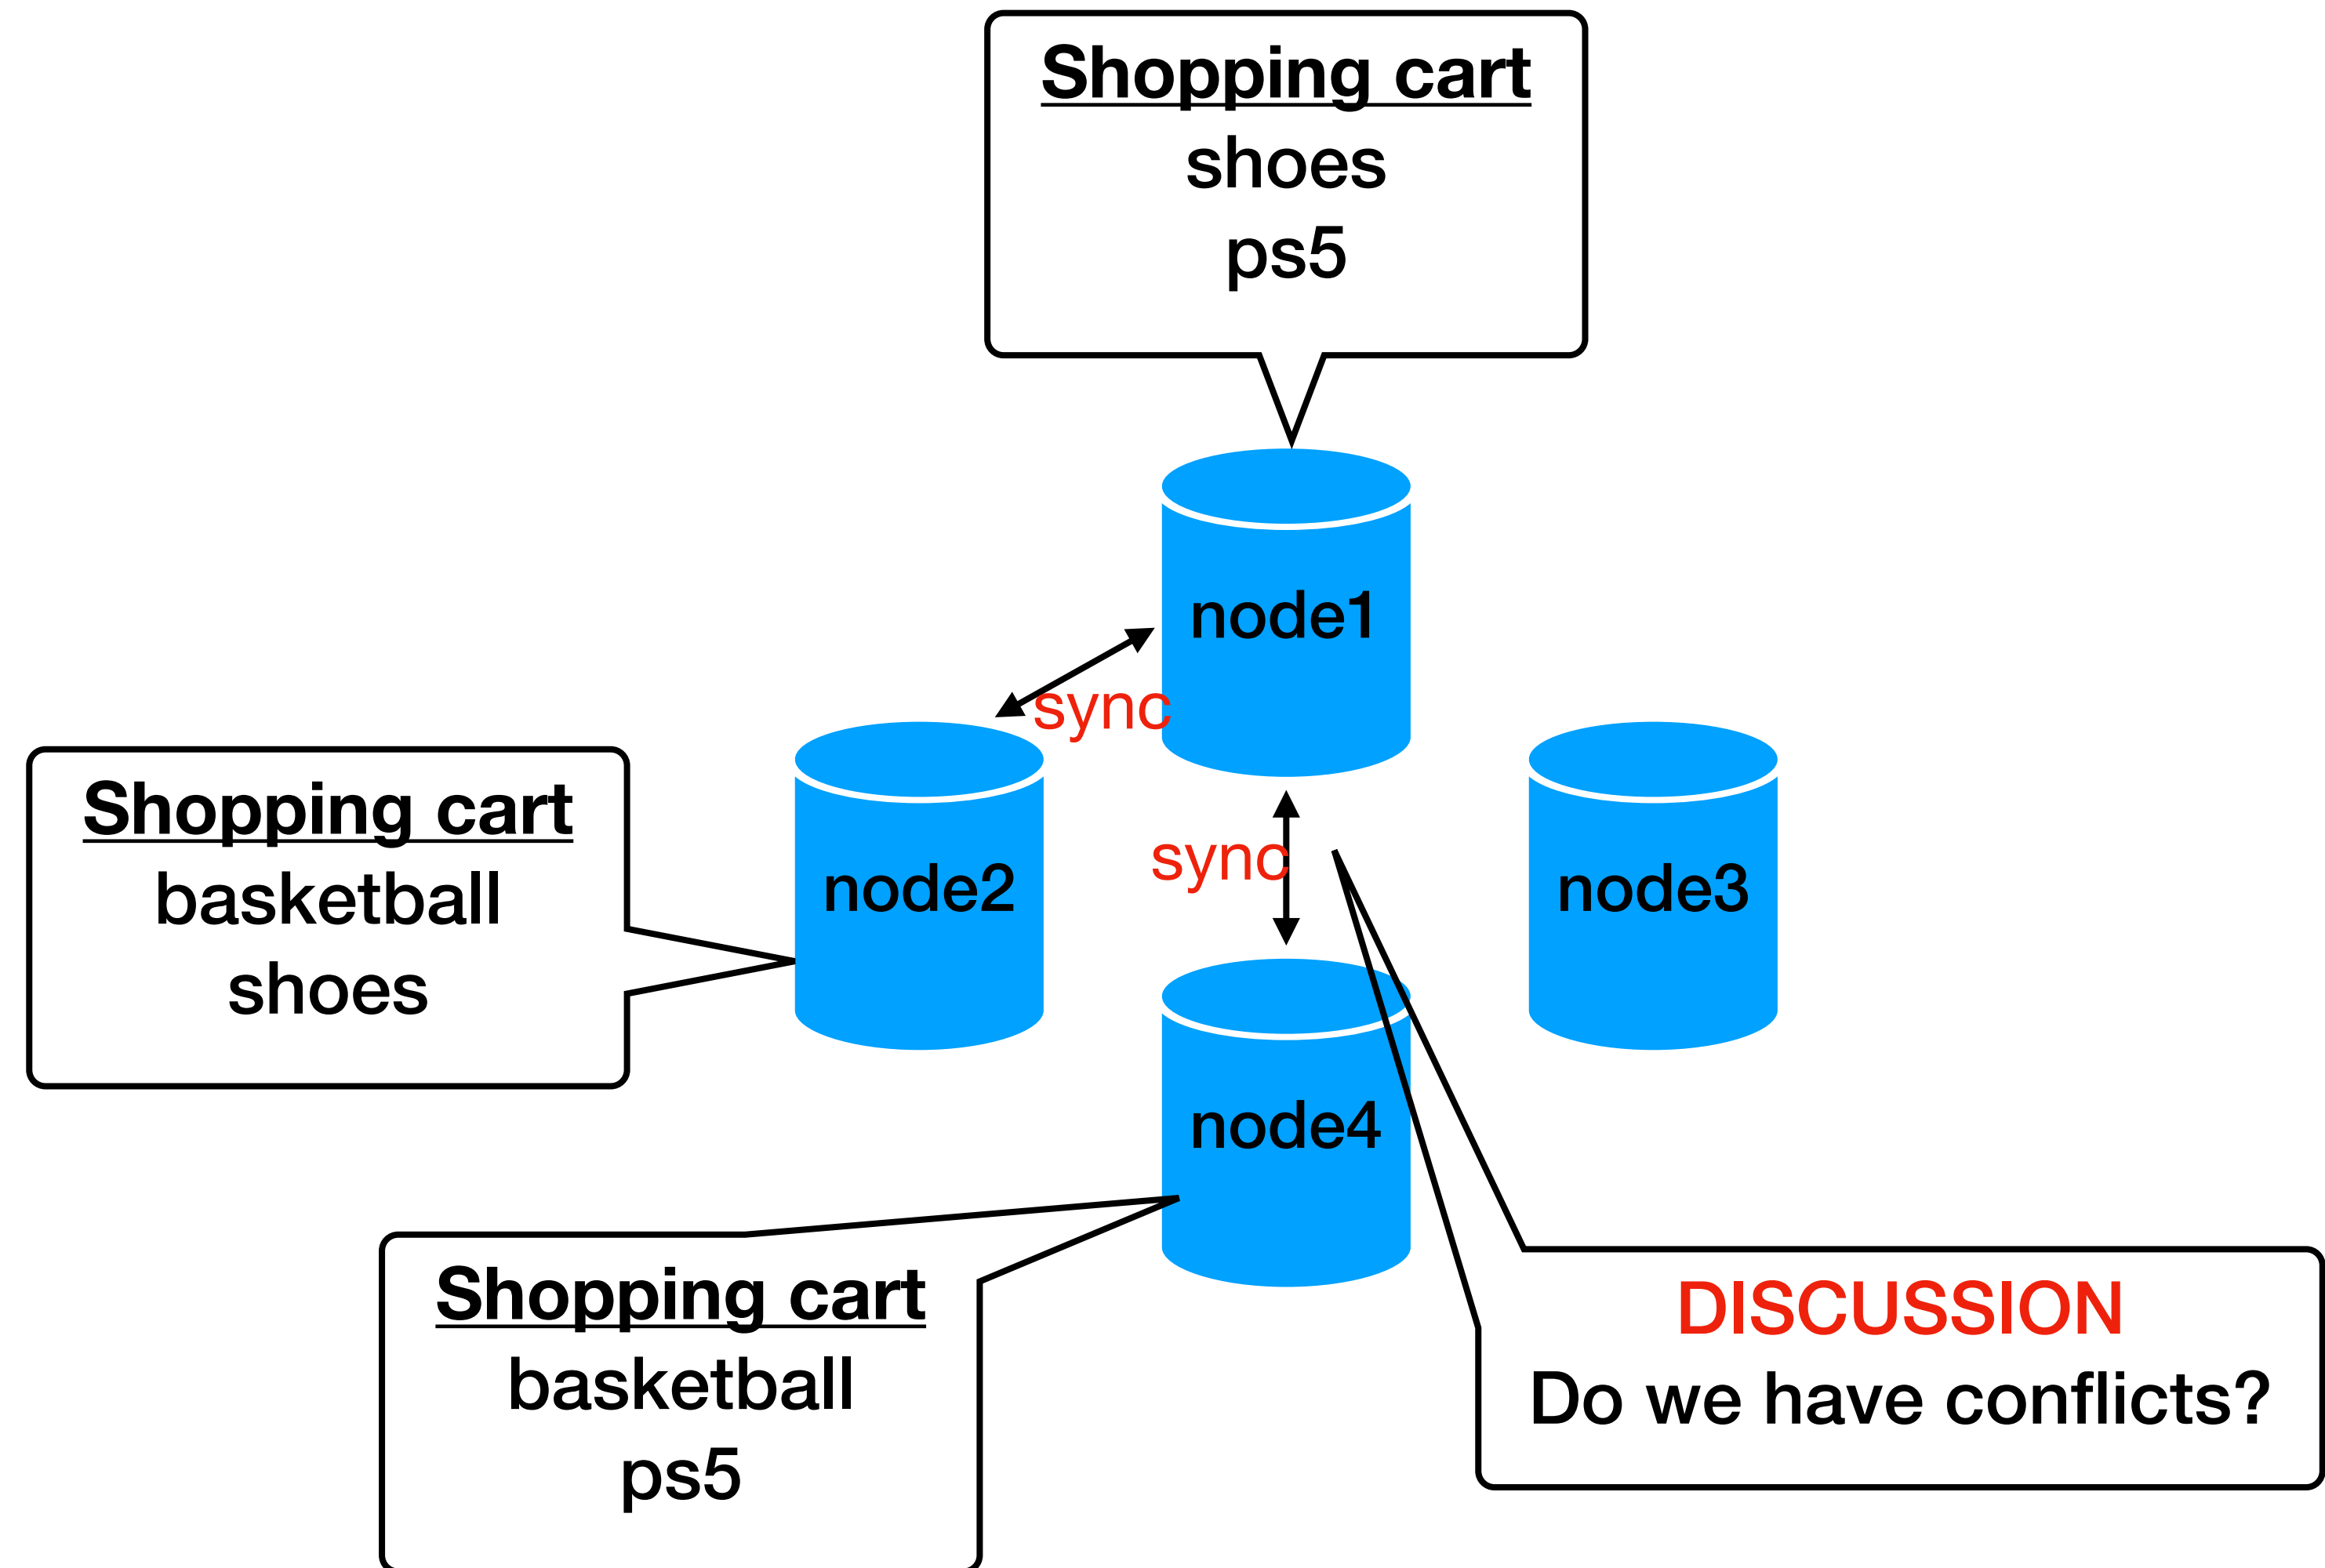 Shopping cart
shoes
ps5
node1
sync
Shopping cart
basketball
shoes
node2
sync
node3
node4
Shopping cart
basketball
ps5
DISCUSSION
Do we have conflicts?